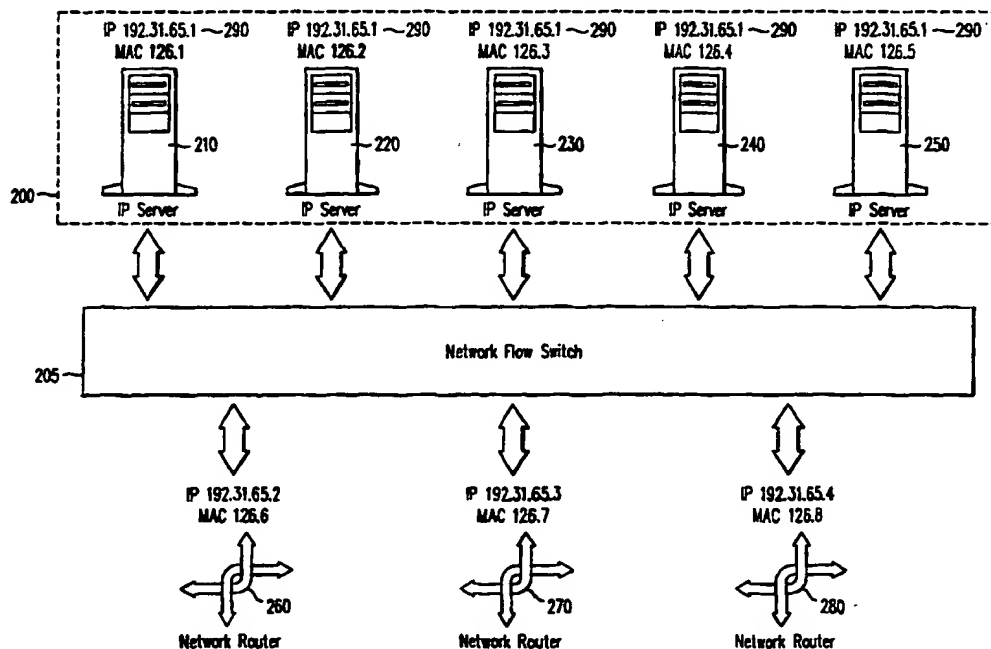 IP 192.31.65.1 ~290 IP 192.31.65.1 ~290 IP 192.31.65.1 ~290 IP 192.31.65.1 ~290 IP 192.31.65.1 ~290
MAC 126.1 MAC 126.2 MAC 126.3 MAC 126.4 MAC 126.5
210 220 230 240 250
200
IP Server IP Server IP Server IP Server IP Server
Network Flow Switch
205
IP 192.31.65.2 IP 192.31.65.3 IP 192.31.65.4
MAC 126.6 MAC 126.7 MAC 126.8
260 270 280
Network Router Network Router Network Router